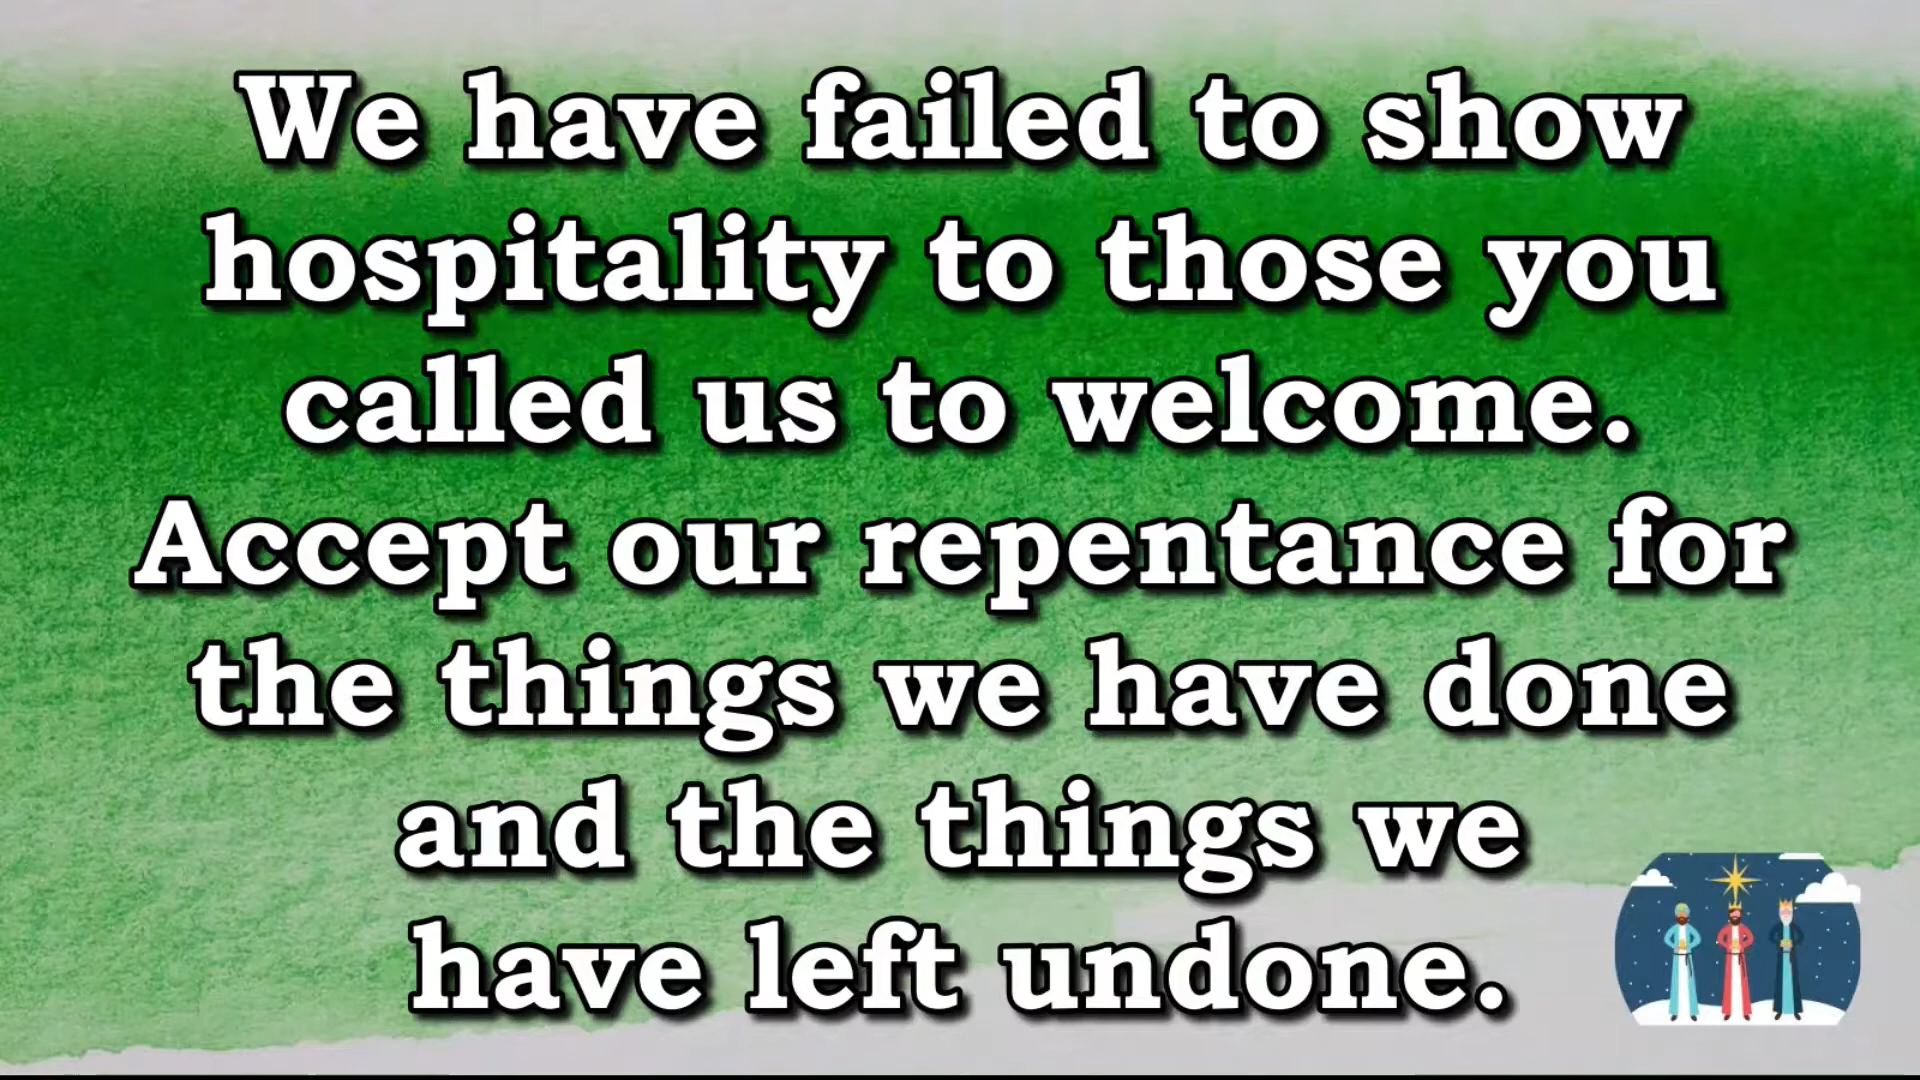 We have failed to show
hospitality to those you
called us to welcome.
Accept our repentance for
the things we have done
and the things we
have left undone.